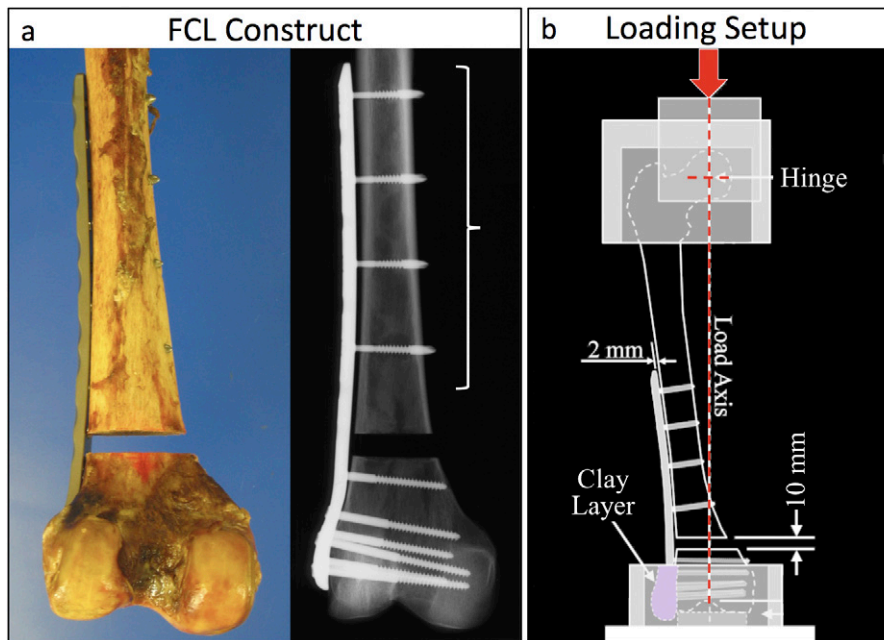 a
FCL Construct
b
Loading Setup
Hinge
Load Axis
2 mm
10 mm
Clay
Layer